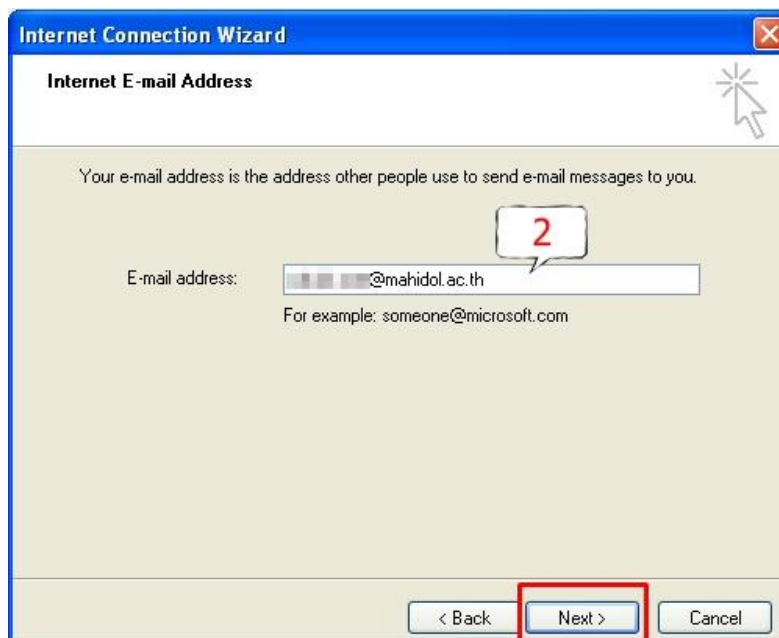 Internet Connection Wizard
Internet E-mail Address
Your e-mail address is the address other people use to send e-mail messages to you.
2
E-mail address:
@mahidol.ac.th
For example: someone@microsoft.com
< Back
Next >
Cancel